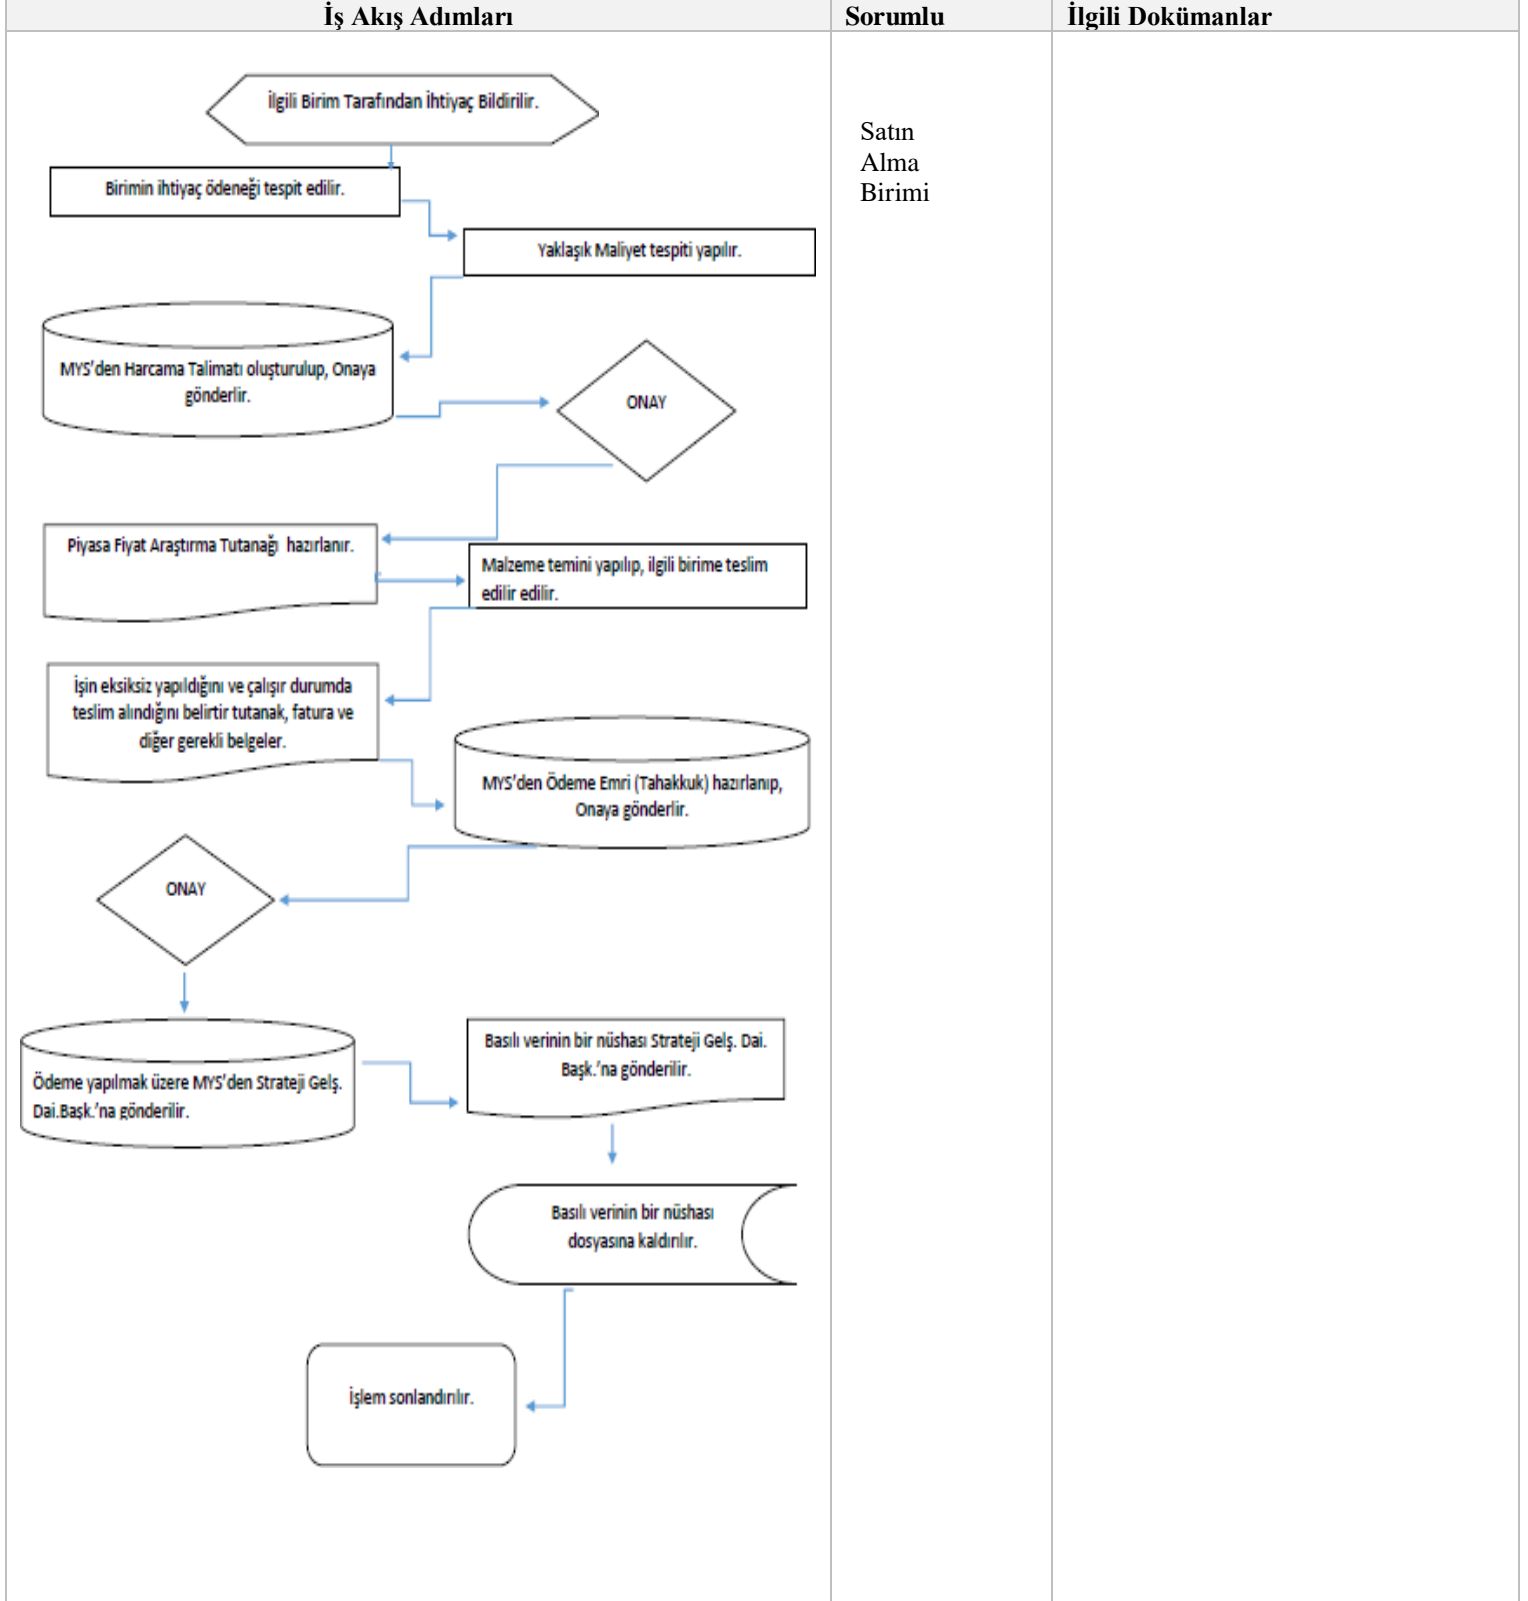 İş Akış Adımları
Sorumlu
İlgili Dokümanlar
İlgili Birim Tarafından İhtiyaç Bildirilir.
Satın
Alma
Birimi
Birimin ihtiyaç ödeneği tespit edilir.
Yaklaşık Maliyet tespiti yapılır.
MYS'den Harcama Talimatı oluşturulup, Onaya
gönderlir.
ONAY
Piyasa Fiyat Araştırma Tutanağı hazırlanır.
Malzeme temini yapılıp, ilgili birime teslim
edilir edilir.
İşin eksiksiz yapıldığını ve çalışır durumda
teslim alındığını belirtir tutanak, fatura ve
diğer gerekli belgeler.
MYS'den Ödeme Emri (Tahakkuk) hazırlanıp,
Onaya gönderlir.
ONAY
Ödeme yapılmak üzere MYS'den Strateji Gelş.
Dai.Başk.'na gönderilir.
Basılı verinin bir nüshası Strateji Gelş. Dai.
Başk.'na gönderilir.
Basılı verinin bir nüshası
dosyasına kaldırılır.
İşlem sonlandırılır.